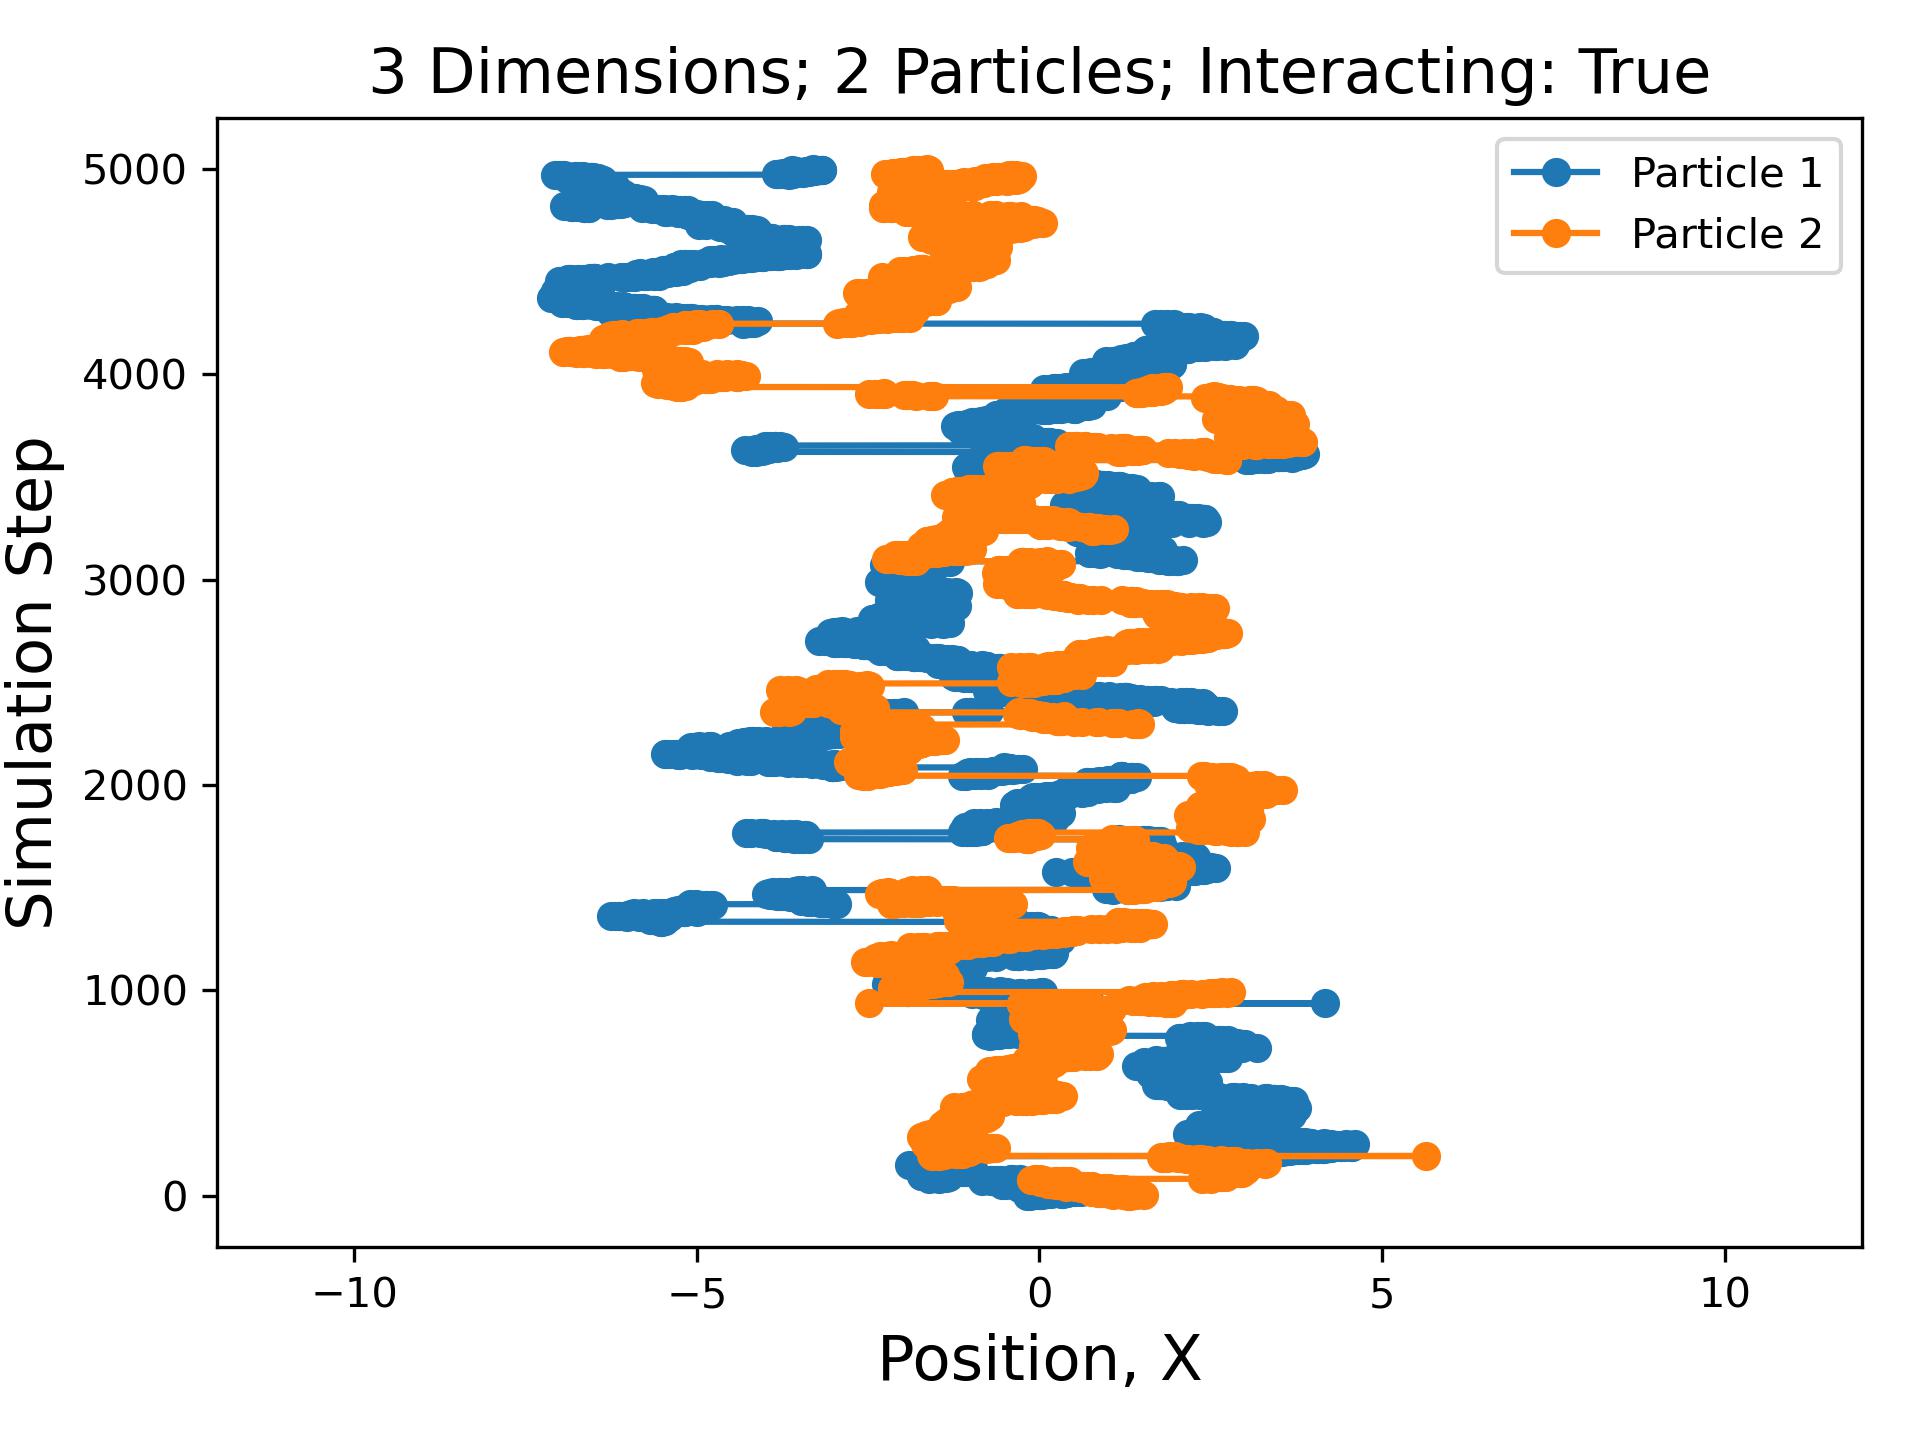 3 Dimensions; 2 Particles; Interacting: True
Particle 1
Particle 2
5000
4000
3000
2000
1000
0
Simulation Step
−10
−5
0
5
10
Position, X